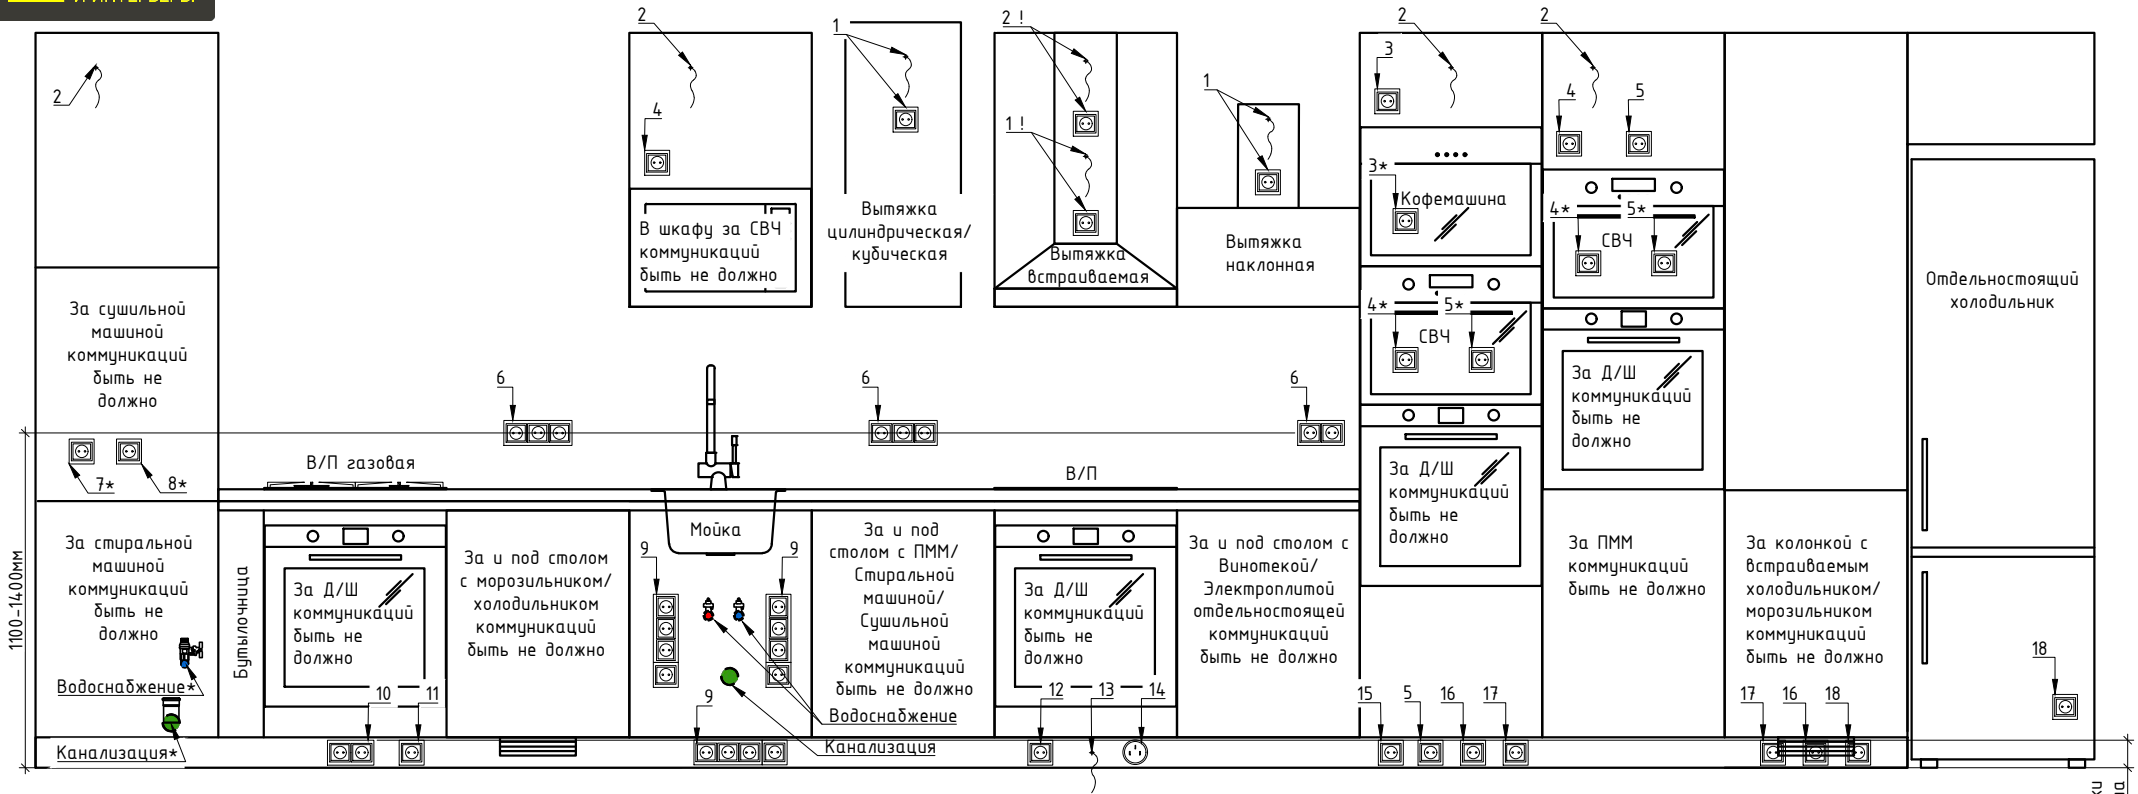 И ИНТЕРЬЕРЫ
2
2
4
В шкафу за СВЧ
коммуникаций
быть не должно
1
Вытяжка
цилиндрическая/
кубическая
2 !
1 !
Вытяжка
встраиваемая
1
Вытяжка
наклонная
2
3
3*
Кофемашина
4*
5*
СВЧ
За Д/Ш
коммуникаций
быть не
должно
2
4
5
4*
5*
СВЧ
За Д/Ш
коммуникаций
быть не
должно
Отдельностоящий
холодильник
За сушильной
машиной
коммуникаций
быть не
должно
7*
8*
6
6
6
В/П газовая
В/П
1100-1400мм
За стиральной
машиной
коммуникаций
быть не
должно
Водоснабжение*
Канализация*
Бутылочница
За Д/Ш
коммуникаций
быть не
должно
10
11
За и под столом
с морозильником/
холодильником
коммуникаций
быть не должно
Мойка
9
9
9
Водоснабжение
Канализация
За и под
столом с ПММ/
Стиральной
машиной/
Сушильной
машиной
коммуникаций
быть не должно
За Д/Ш
коммуникаций
быть не
должно
12
13
14
За и под столом с
Винотекой/
Электроплитой
отдельностоящей
коммуникаций
быть не должно
15
5
16
17
За ПММ
коммуникаций
быть не должно
За колонкой с
встраиваемым
холодильником/
морозильником
коммуникаций
быть не должно
17
16
18
18